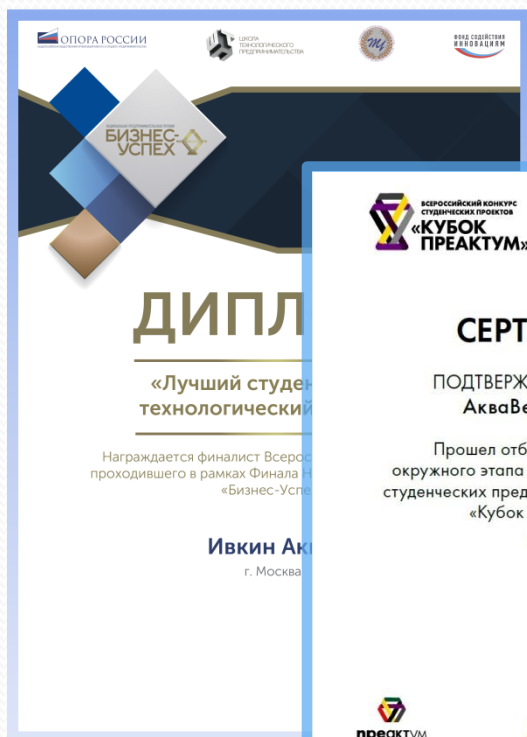 ОПОРА РОССИИ
ШКОЛА
ТЕХНОЛОГИЧЕСКОГО
ПРЕДПРИНИМАТЕЛЬСТВА
ФОНД СОДЕЙСТВИЯ
ИННОВАЦИЯМ
БИЗНЕС-
УСПЕХ
ДИПЛ
«Лучший студен
технологический
Награждается финалист Всерос
проходившего в рамках Финала Н
«Бизнес-Успе
Ивкин Ак
г. Москва
ВСЕРОССИЙСКИЙ КОНКУРС
СТУДЕНЧЕСКИХ ПРОЕКТОВ
«КУБОК
ПРЕАКТУМ»
СЕРТ
ПОДТВЕРЖ
АкваВе
Прошел отб
окружного этапа
студенческих пред
«Кубок
преактум